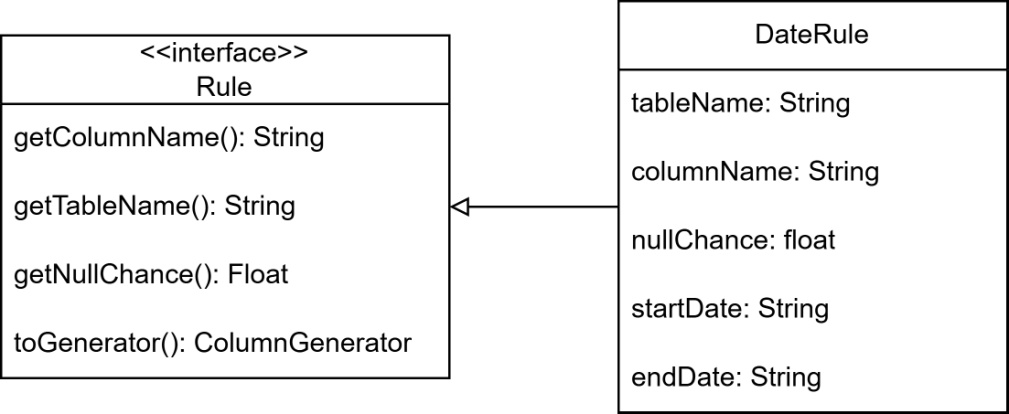 <<interface>>
Rule
getColumnName(): String
getTableName(): String
getNullChance(): Float
toGenerator(): ColumnGenerator
DateRule
tableName: String
columnName: String
nullChance: float
startDate: String
endDate: String